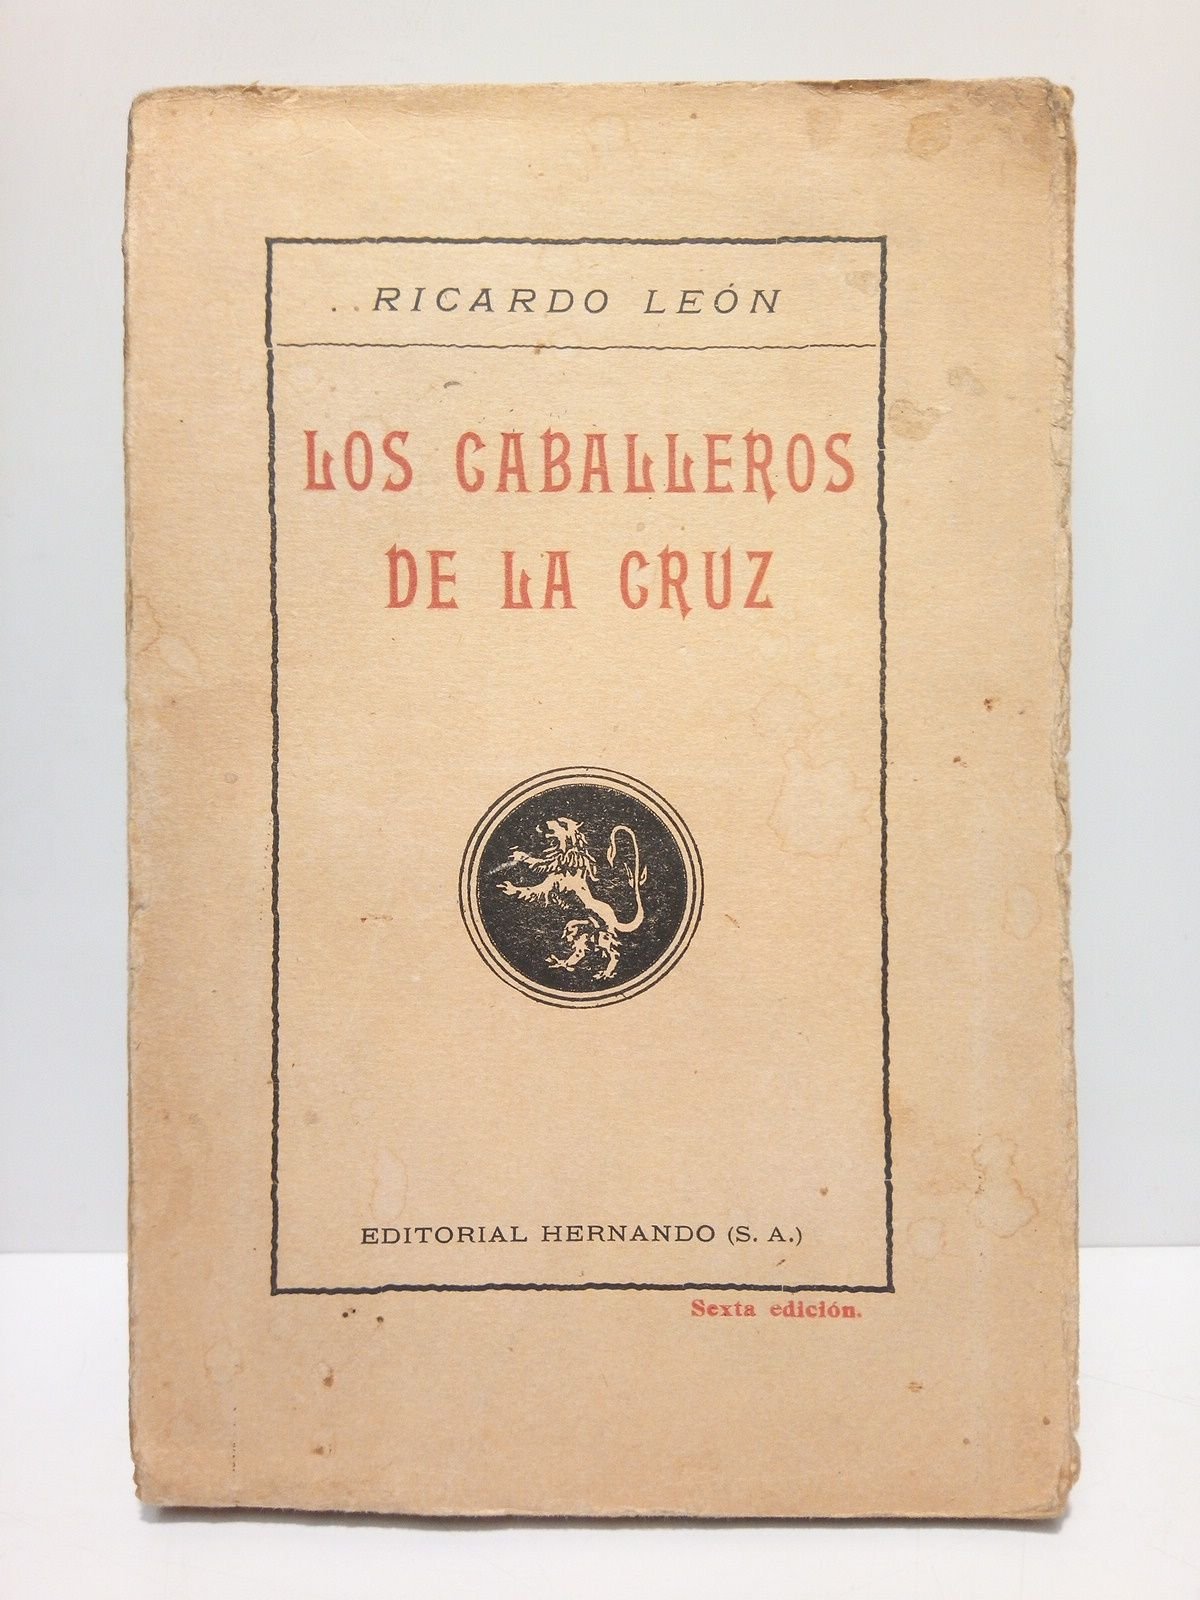 RICARDO LEÓN
LOS CABALLEROS
DE LA CRUZ
EDITORIAL HERNANDO (S. A.)
Sexta edición.